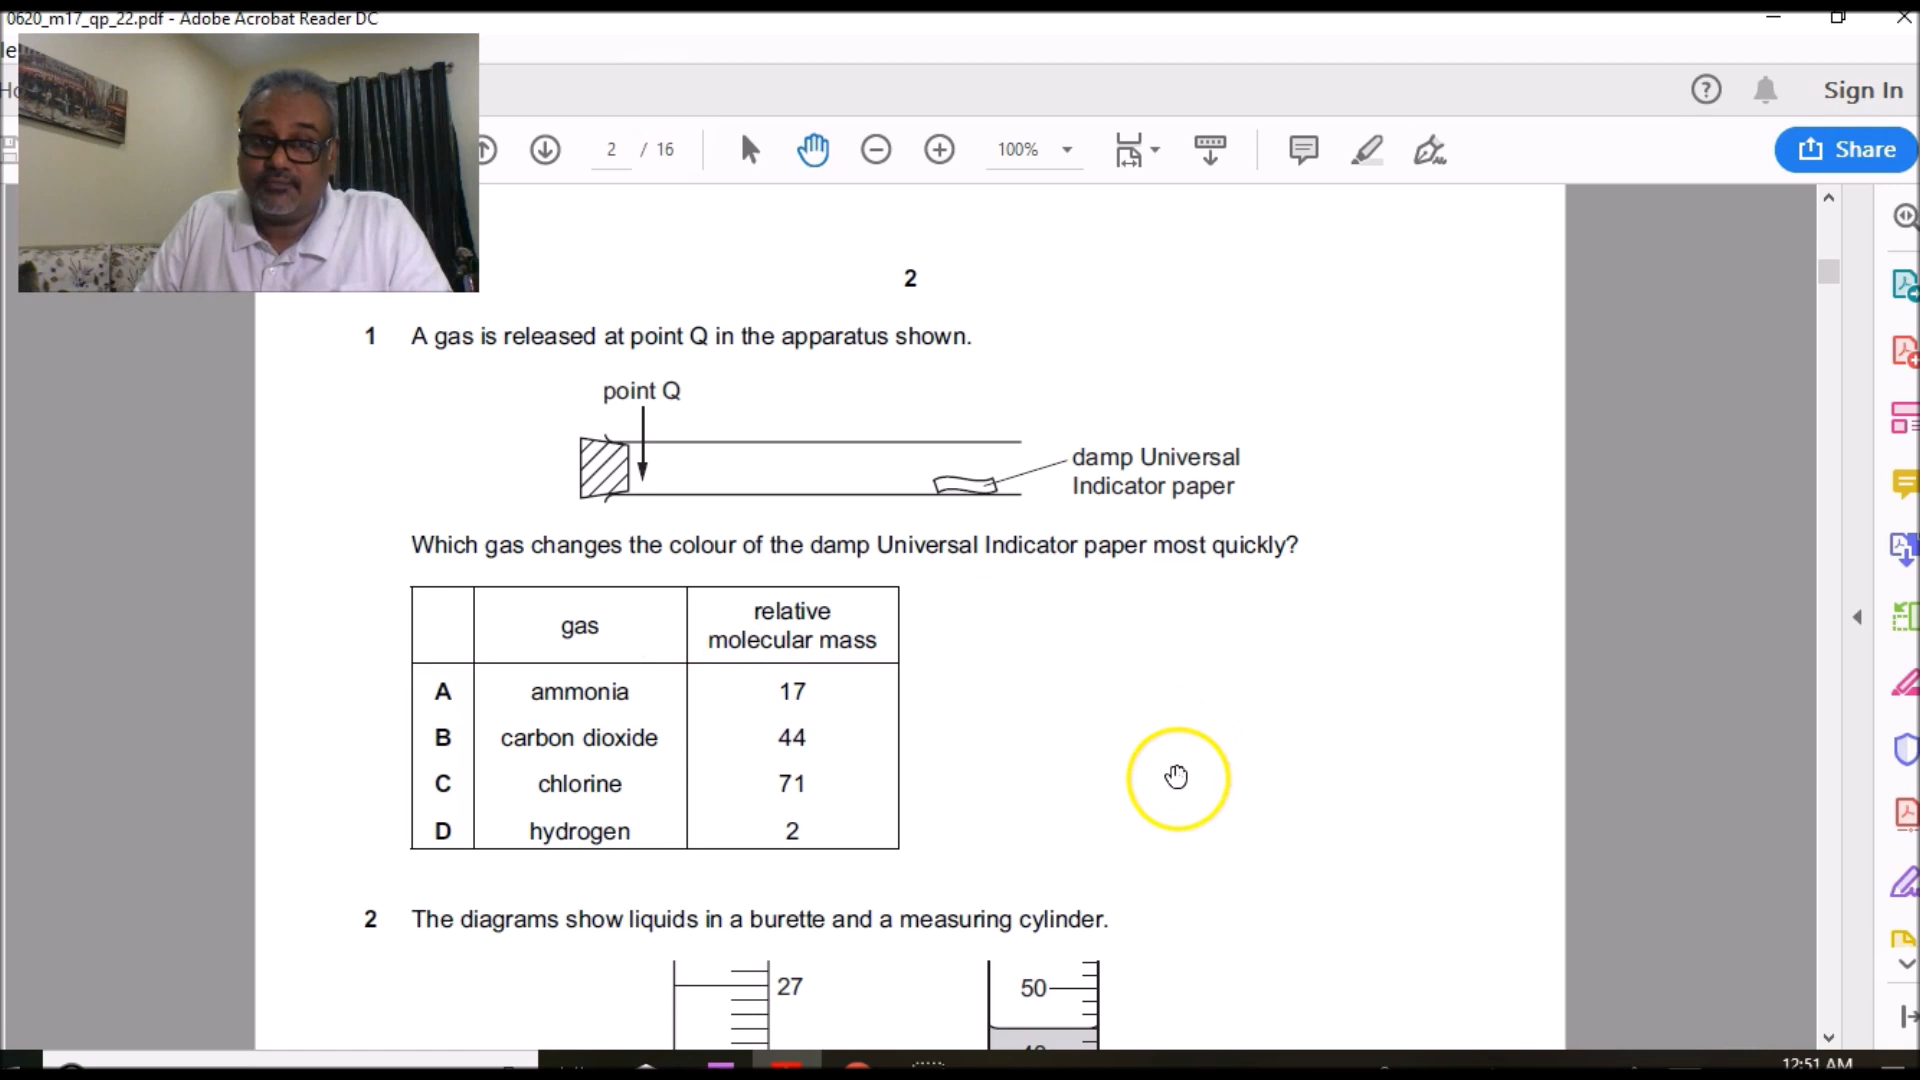 0620_m17_qp_22.pdf - Adobe Acrobat Reader DC
Sign In
2 / 16
100%
Share
2
1 A gas is released at point Q in the apparatus shown.
point Q
damp Universal
Indicator paper
Which gas changes the colour of the damp Universal Indicator paper most quickly?
gas relative
molecular mass
A ammonia 17
B carbon dioxide 44
C chlorine 71
D hydrogen 2
2 The diagrams show liquids in a burette and a measuring cylinder.
27
50
12:51 AM